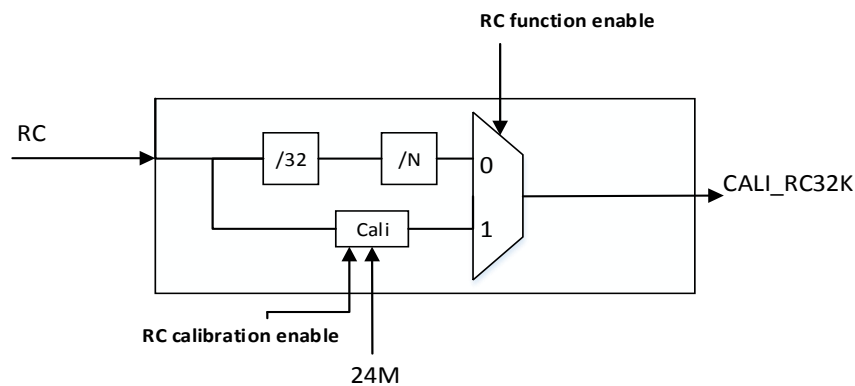 RC function enable
RC
/32
/N
0
CALI_RC32K
Cali
1
RC calibration enable
24M